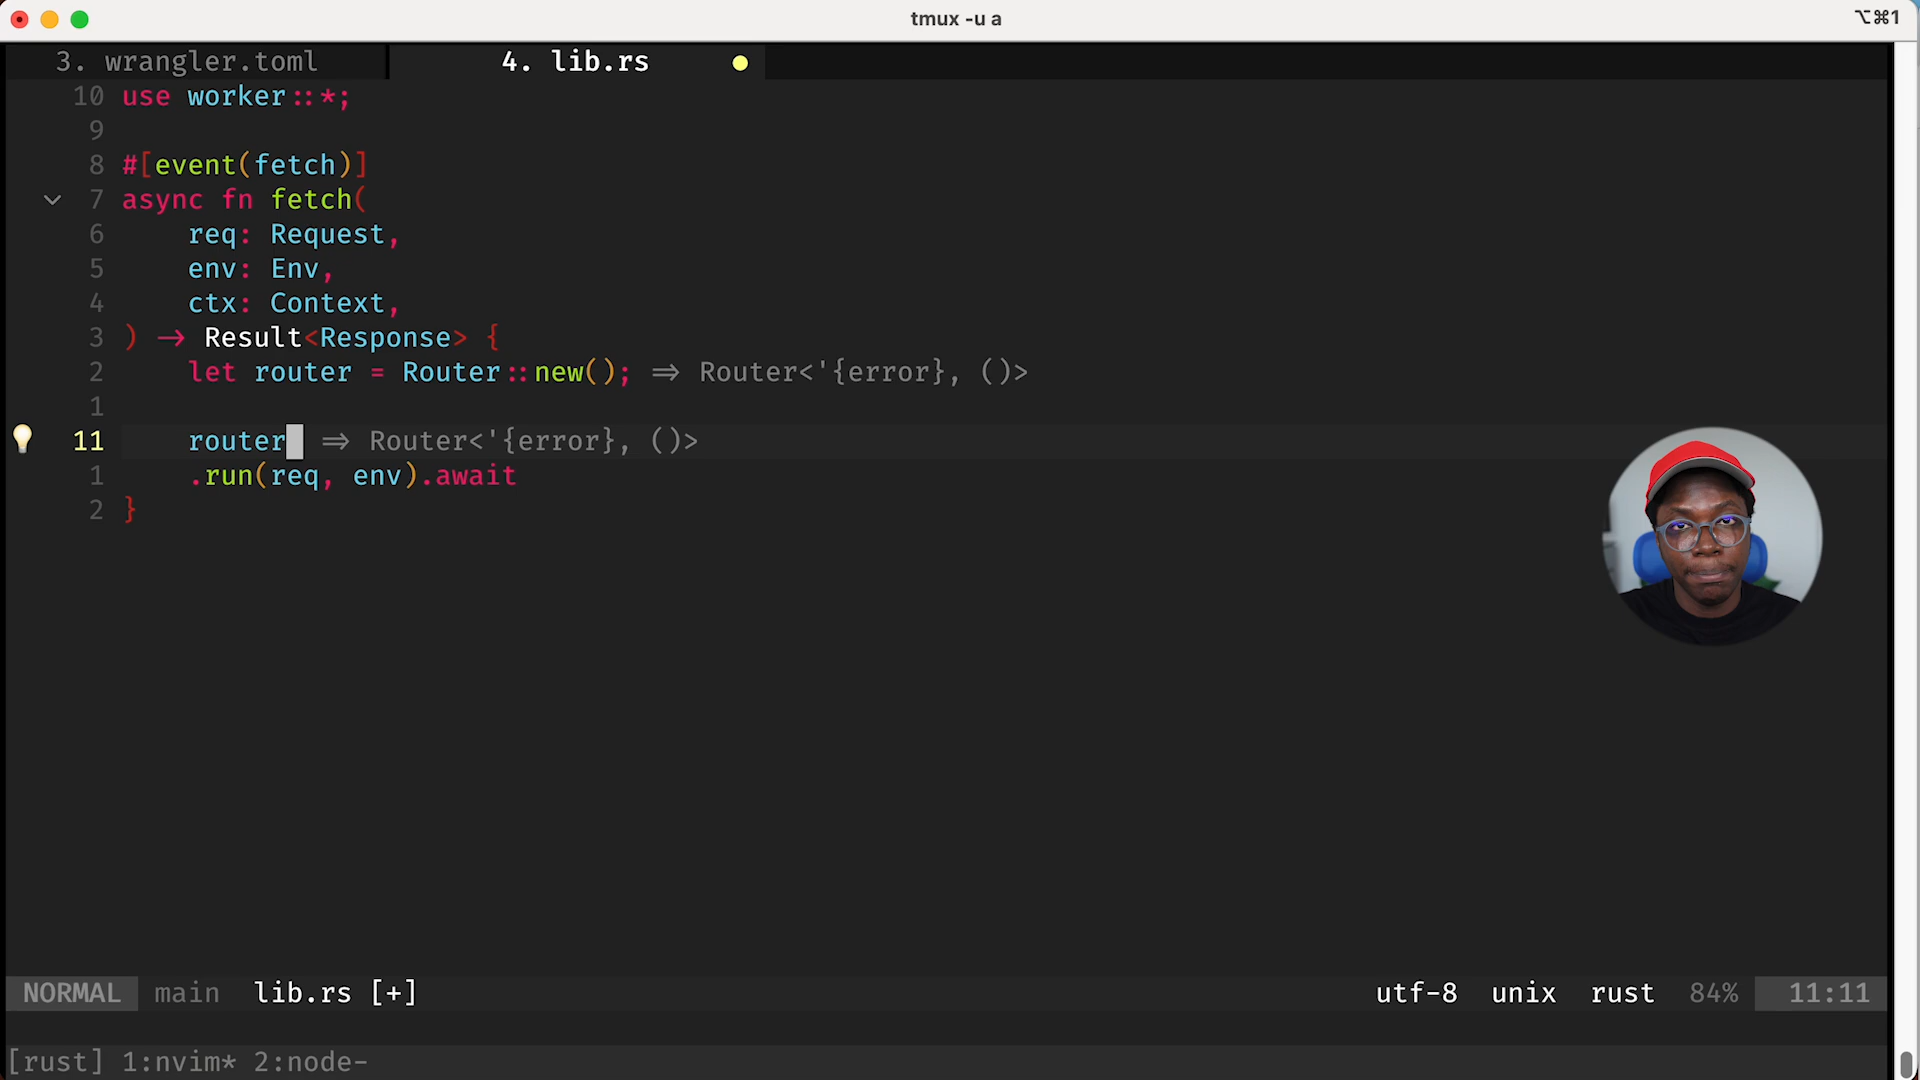 tmux -u a
⌥⌘1
3. wrangler.toml 4. lib.rs
10 use worker::*;
9
8 #[event(fetch)]
7 async fn fetch(
6 req: Request,
5 env: Env,
4 ctx: Context,
3 ) -> Result<Response> {
2 let router = Router::new(); => Router<'{error}, ()>
1
11 router => Router<'{error}, ()>
1 .run(req, env).await
2 }
NORMAL main lib.rs [+] utf-8 unix rust 84% 11:11
[rust] 1:nvim* 2:node-